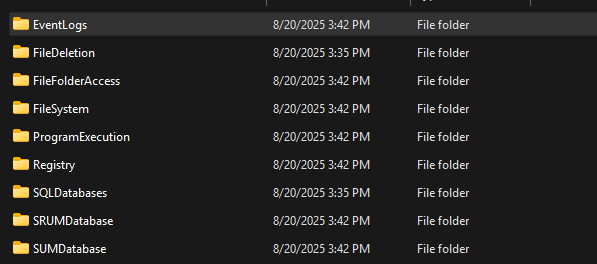 EventLogs 8/20/2025 3:42 PM File folder
FileDeletion 8/20/2025 3:35 PM File folder
FileFolderAccess 8/20/2025 3:42 PM File folder
FileSystem 8/20/2025 3:42 PM File folder
ProgramExecution 8/20/2025 3:42 PM File folder
Registry 8/20/2025 3:42 PM File folder
SQLDatabases 8/20/2025 3:35 PM File folder
SRUMDatabase 8/20/2025 3:42 PM File folder
SUMDatabase 8/20/2025 3:42 PM File folder